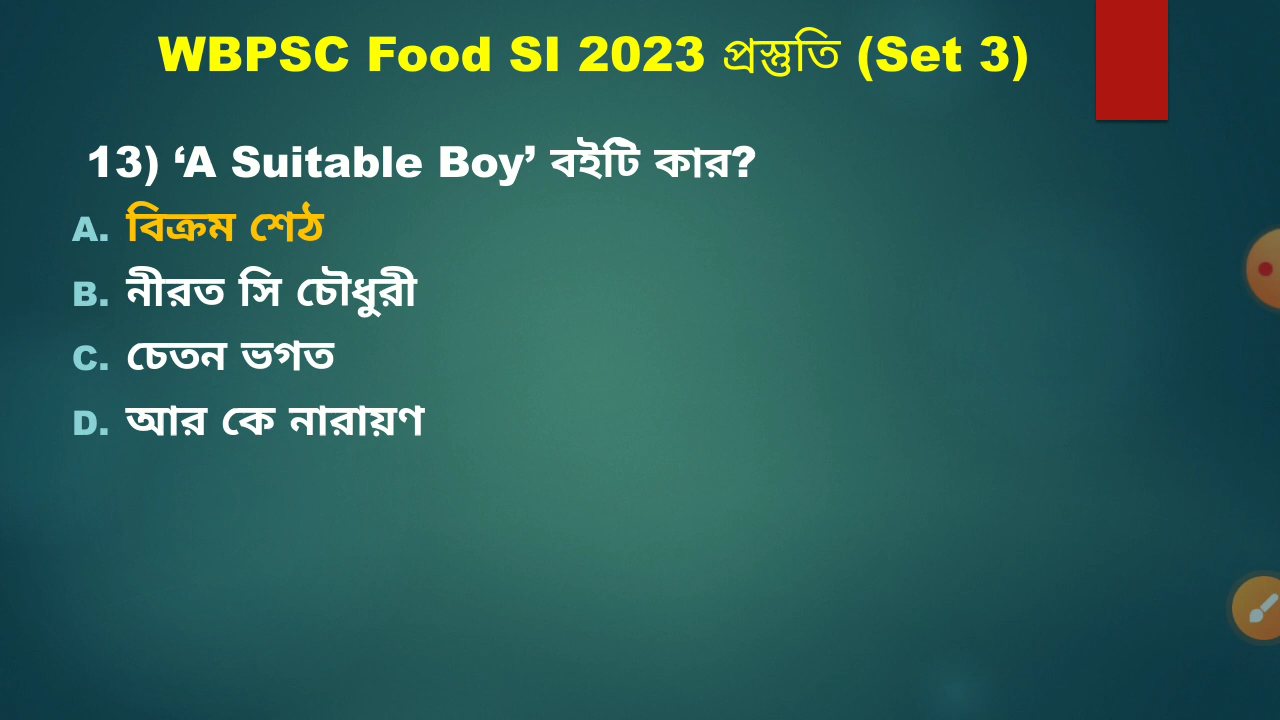 WBPSC Food SI 2023 প্রস্তুতি (Set 3)
13) ‘A Suitable Boy’ বইটি কার?
A. বিক্রম শেঠ
B. নীরত সি চৌধুরী
C. চেতন ভগত
D. আর কে নারায়ণ